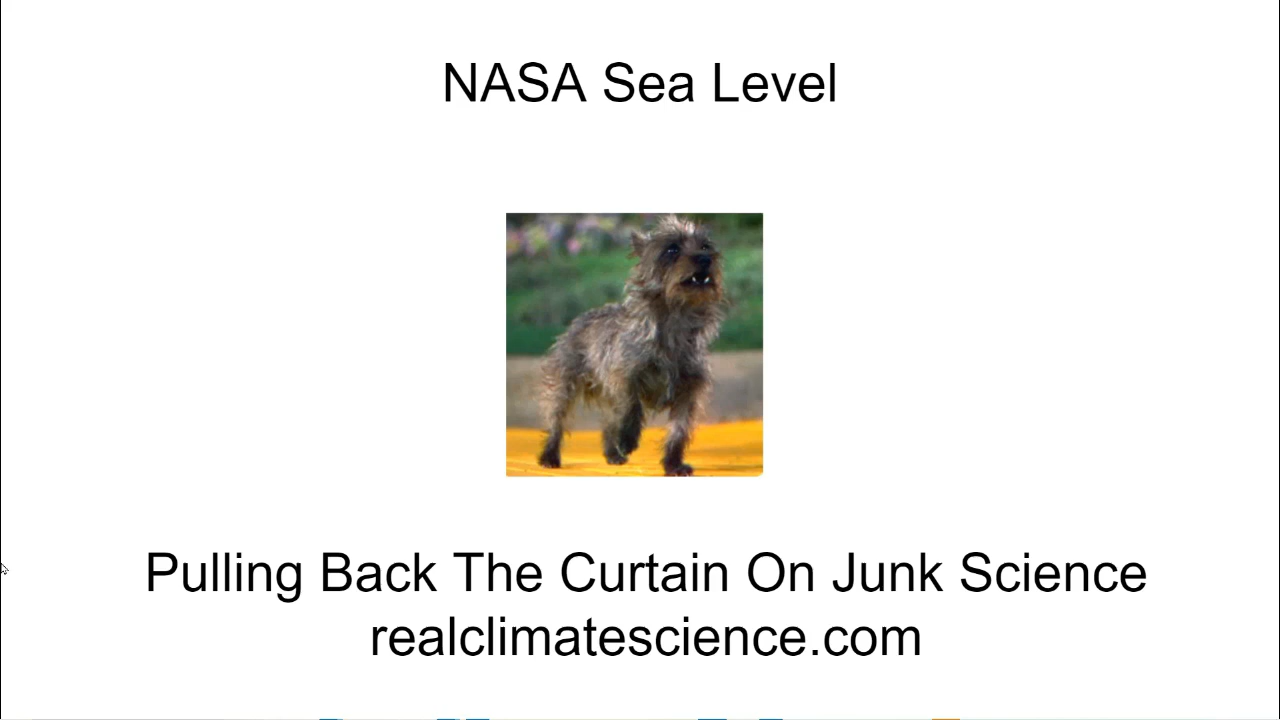 NASA Sea Level
Pulling Back The Curtain On Junk Science
realclimatescience.com